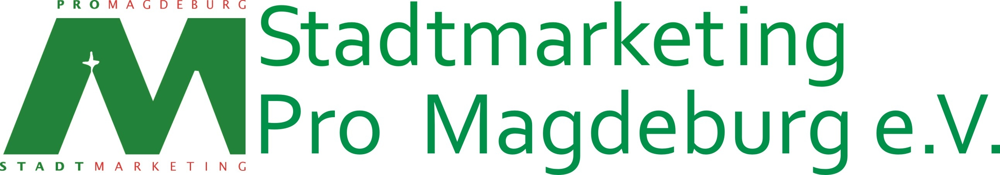 PROMAGDEBURG
STADTMARKETING
Stadtmarketing
Pro Magdeburg e.V.